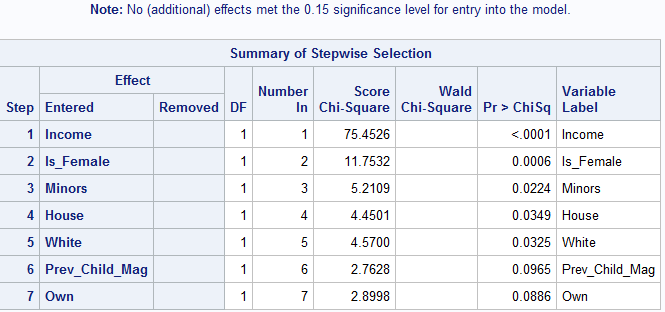 Note: No (additional) effects met the 0.15 significance level for entry into the model.
Summary of Stepwise Selection
Step Effect Entered Effect Removed DF Number In Score Chi-Square Wald Chi-Square Pr > ChiSq Variable Label
1 Income 1 1 75.4526 <.0001 Income
2 Is_Female 1 2 11.7532 0.0006 Is_Female
3 Minors 1 3 5.2109 0.0224 Minors
4 House 1 4 4.4501 0.0349 House
5 White 1 5 4.5700 0.0325 White
6 Prev_Child_Mag 1 6 2.7628 0.0965 Prev_Child_Mag
7 Own 1 7 2.8998 0.0886 Own